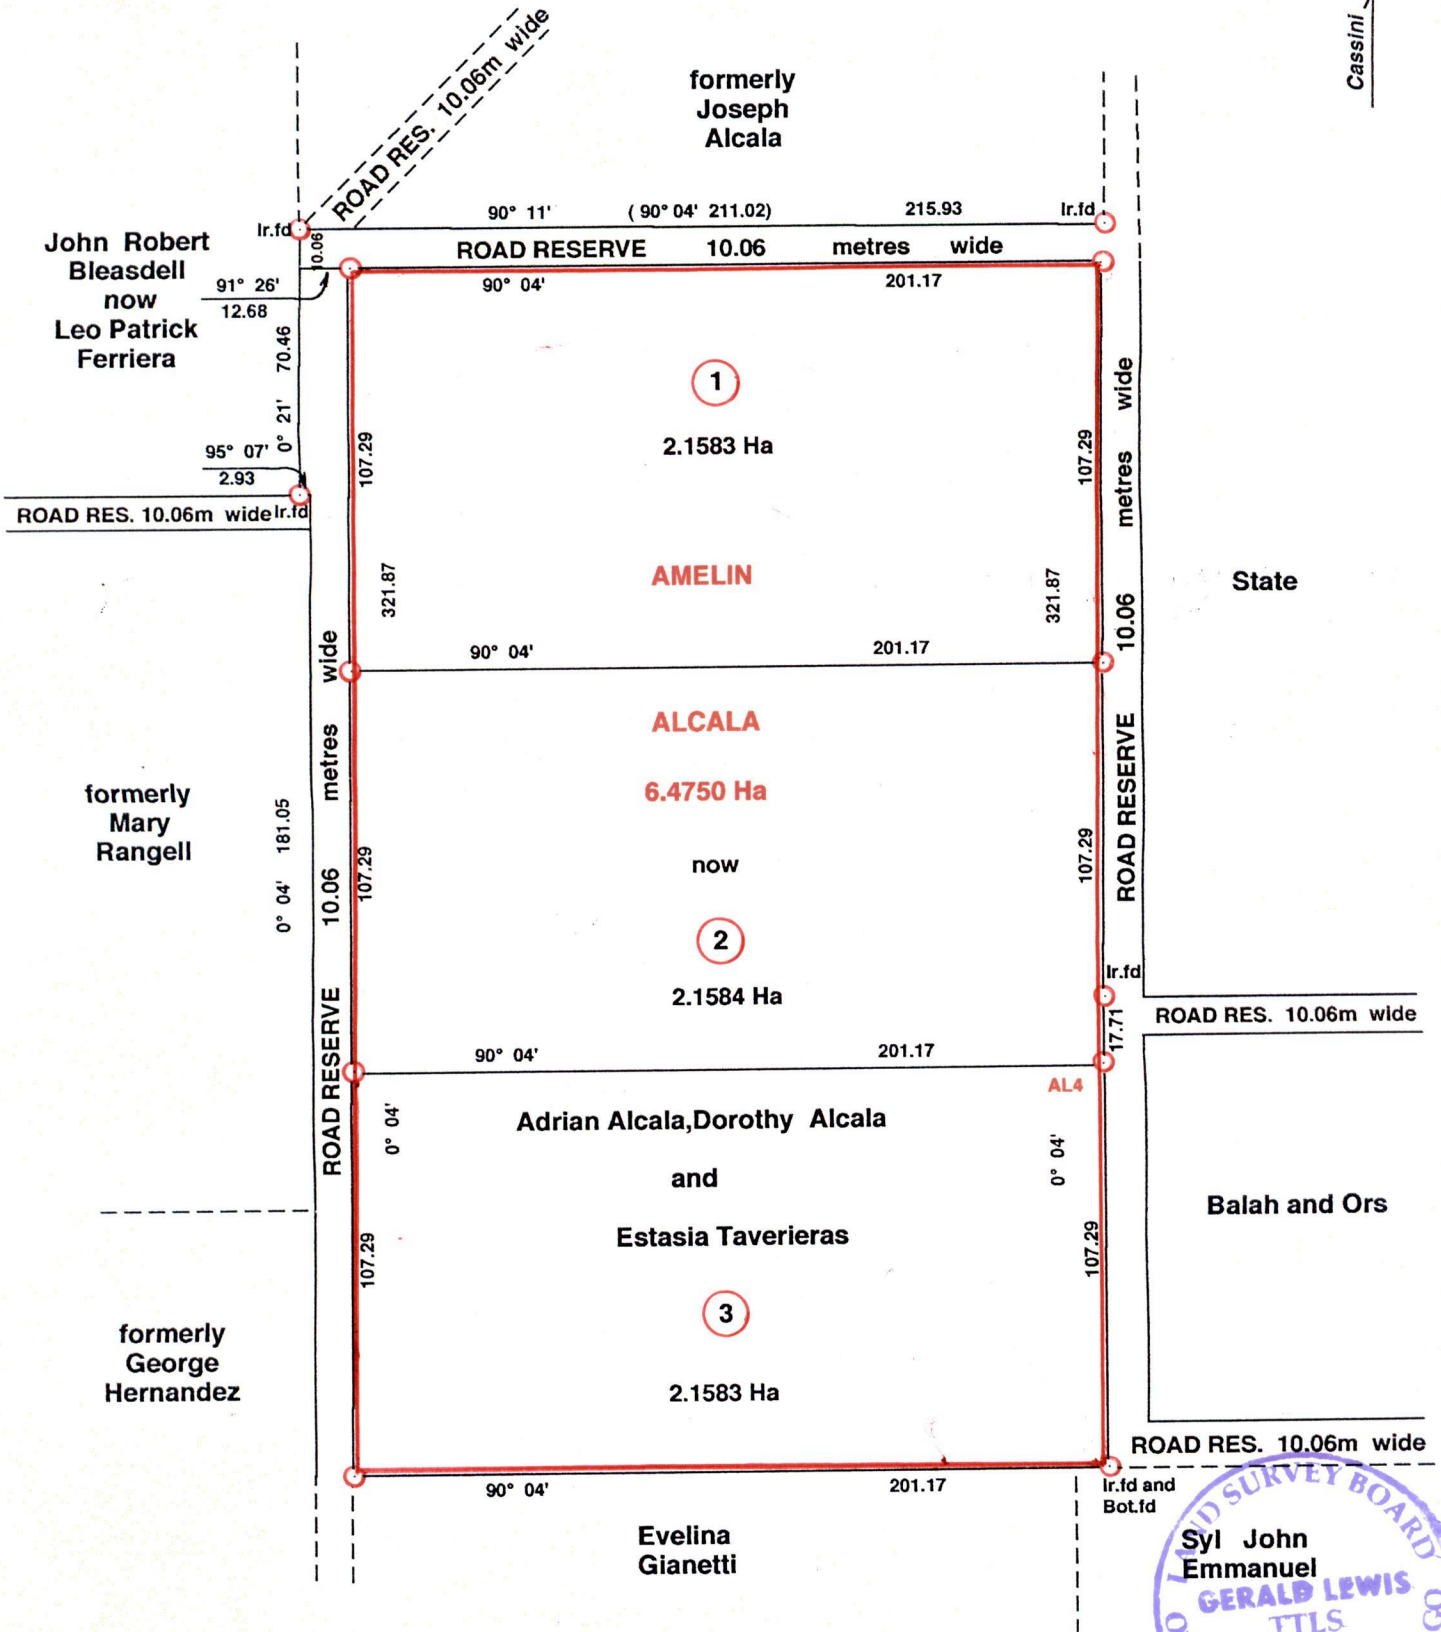 Cassini
ROAD RES. 10.06m wide
formerly
Joseph
Alcala
90° 11' ( 90° 04' 211.02) 215.93
Ir.fd
Ir.fd
10.06
ROAD RESERVE 10.06 metres wide
John Robert
Bleasdell
now
Leo Patrick
Ferriera
91° 26'
12.68
90° 04' 201.17
0° 21' 70.46
1
2.1583 Ha
107.29
107.29
95° 07'
2.93
ROAD RES. 10.06m wide
Ir.fd
321.87
AMELIN
321.87
State
ROAD RESERVE 10.06 metres wide
90° 04' 201.17
ROAD RESERVE 10.06 metres wide
ALCALA
6.4750 Ha
formerly
Mary
Rangell
0° 04' 181.05
107.29
now
107.29
2
2.1584 Ha
Ir.fd
17.71
ROAD RES. 10.06m wide
90° 04' 201.17
AL4
0° 04'
Adrian Alcala,Dorothy Alcala
and
Estasia Taverieras
0° 04'
Balah and Ors
107.29
107.29
3
formerly
George
Hernandez
2.1583 Ha
ROAD RES. 10.06m wide
90° 04' 201.17
Ir.fd and
Bot.fd
Evelina
Gianetti
Syl John
Emmanuel
LAND SURVEY BOARD
GERALD LEWIS
TTLS